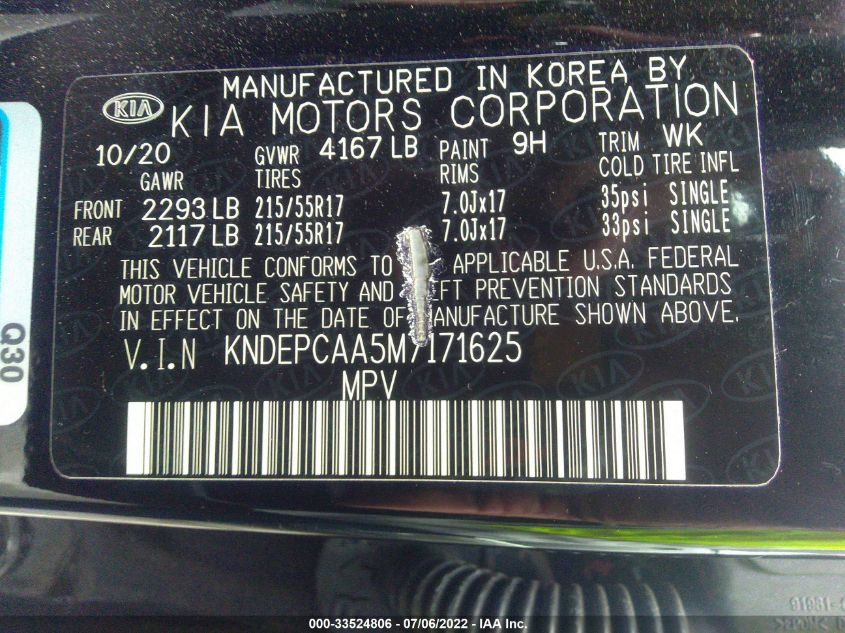 MANUFACTURED IN KOREA BY
KIA KIA MOTORS CORPORATION
10/20 GVWR 4167 LB PAINT 9H TRIM WK
GAWR TIRES RIMS COLD TIRE INFL
FRONT 2293 LB 215/55R17 7.0Jx17 35psi SINGLE
REAR 2117 LB 215/55R17 7.0Jx17 33psi SINGLE
THIS VEHICLE CONFORMS TO APPLICABLE U.S.A. FEDERAL
MOTOR VEHICLE SAFETY AND PREVENTION STANDARDS
IN EFFECT ON THE DATE OF MANUFACTURE SHOWN ABOVE.
V.I.N KNDEPCAA5M7171625
MPV
Q30
000-33524806 - 07/06/2022 - Copyright © IAA Inc.